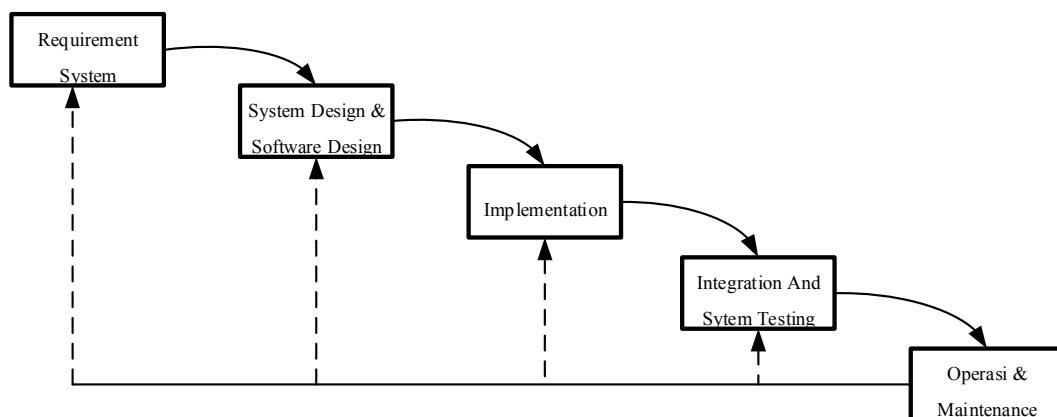 Requirement
System
System Design &
Software Design
Implementation
Integration And
Sytem Testing
Operasi &
Maintenance